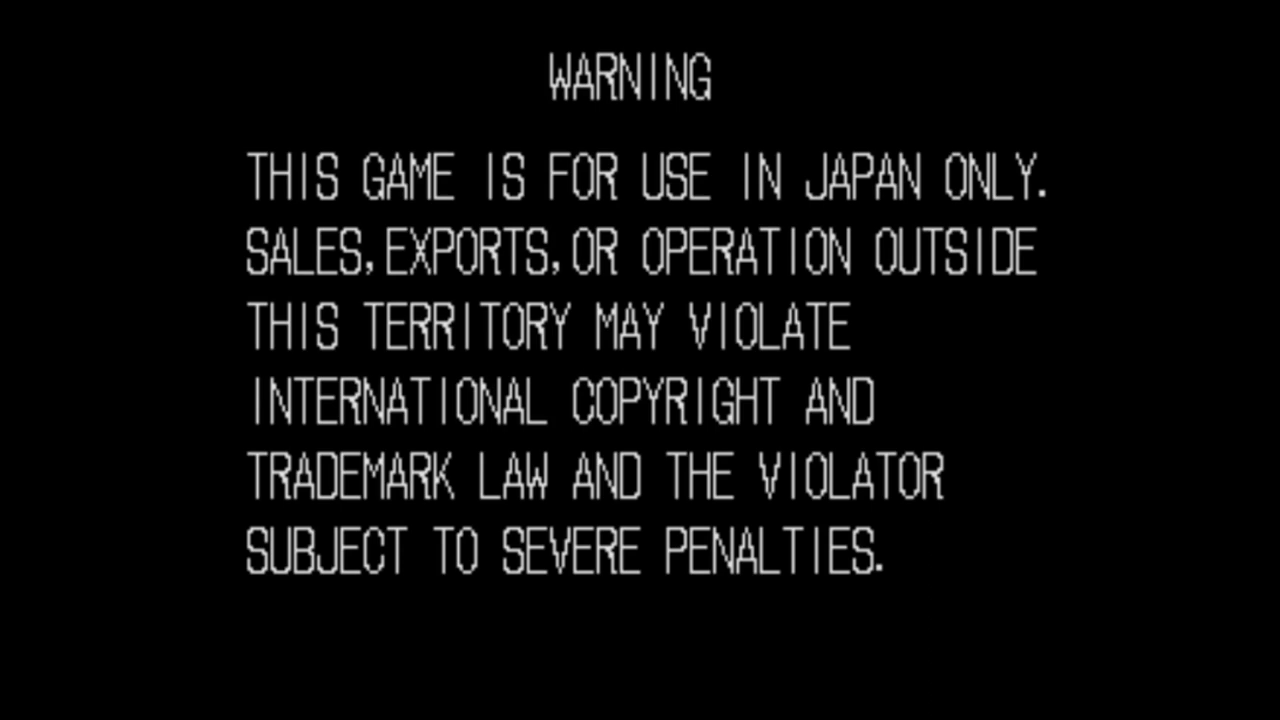 WARNING
THIS GAME IS FOR USE IN JAPAN ONLY.
SALES,EXPORTS,OR OPERATION OUTSIDE
THIS TERRITORY MAY VIOLATE
INTERNATIONAL COPYRIGHT AND
TRADEMARK LAW AND THE VIOLATOR
SUBJECT TO SEVERE PENALTIES.